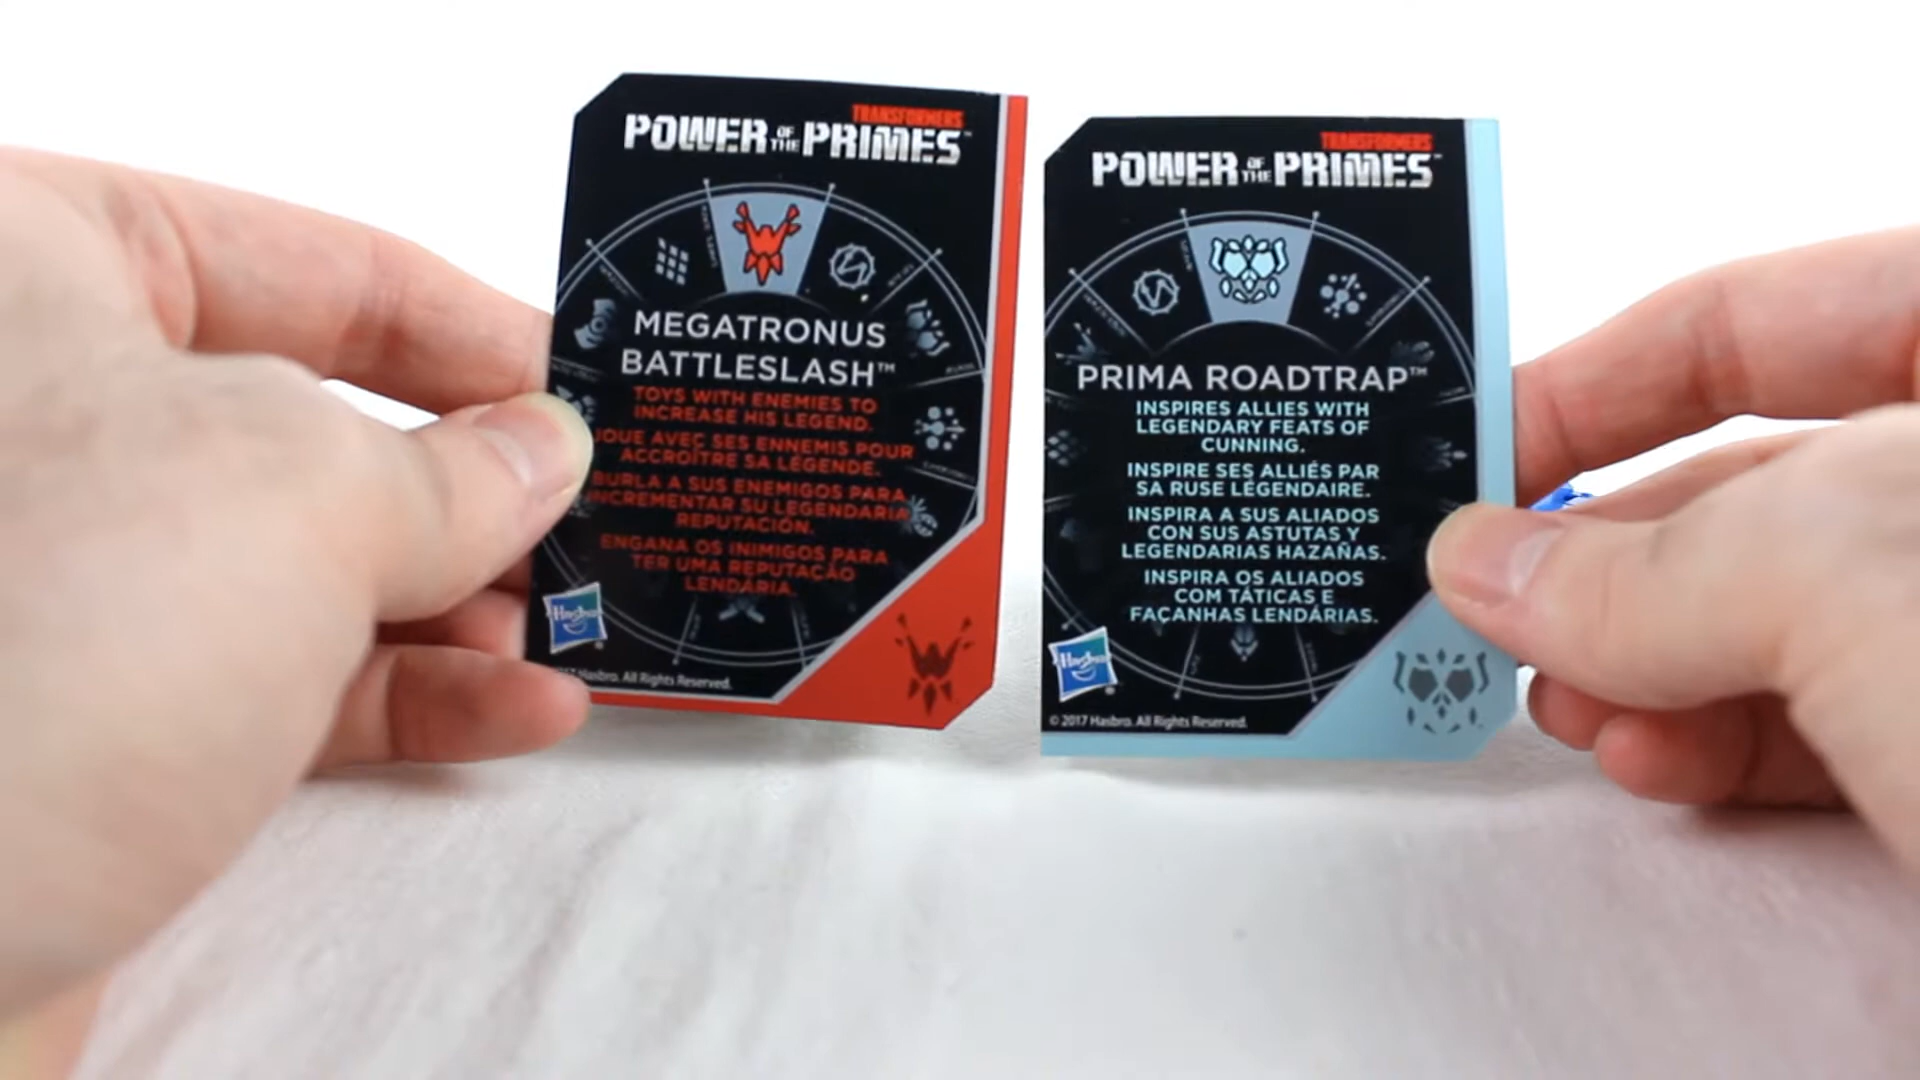 TRANSFORMERS
POWER OF THE PRIMES™
MEGATRONUS
BATTLESLASH™
TOYS WITH ENEMIES TO
INCREASE HIS LEGEND.
JOUE AVEC SES ENNEMIS POUR
ACCROÎTRE SA LÉGENDE.
BURLA A SUS ENEMIGOS PARA
INCREMENTAR SU LEGENDARIA
REPUTACIÓN.
ENGANA OS INIMIGOS PARA
TER UMA REPUTAÇÃO
LENDÁRIA.
Hasbro
Hasbro. All Rights Reserved.
TRANSFORMERS
POWER OF THE PRIMES™
PRIMA ROADTRAP™
INSPIRES ALLIES WITH
LEGENDARY FEATS OF
CUNNING.
INSPIRE SES ALLIÉS PAR
SA RUSE LÉGENDAIRE.
INSPIRA A SUS ALIADOS
CON SUS ASTUTAS Y
LEGENDARIAS HAZAÑAS.
INSPIRA OS ALIADOS
COM TÁTICAS E
FAÇANHAS LENDÁRIAS.
Hasbro
© 2017 Hasbro. All Rights Reserved.